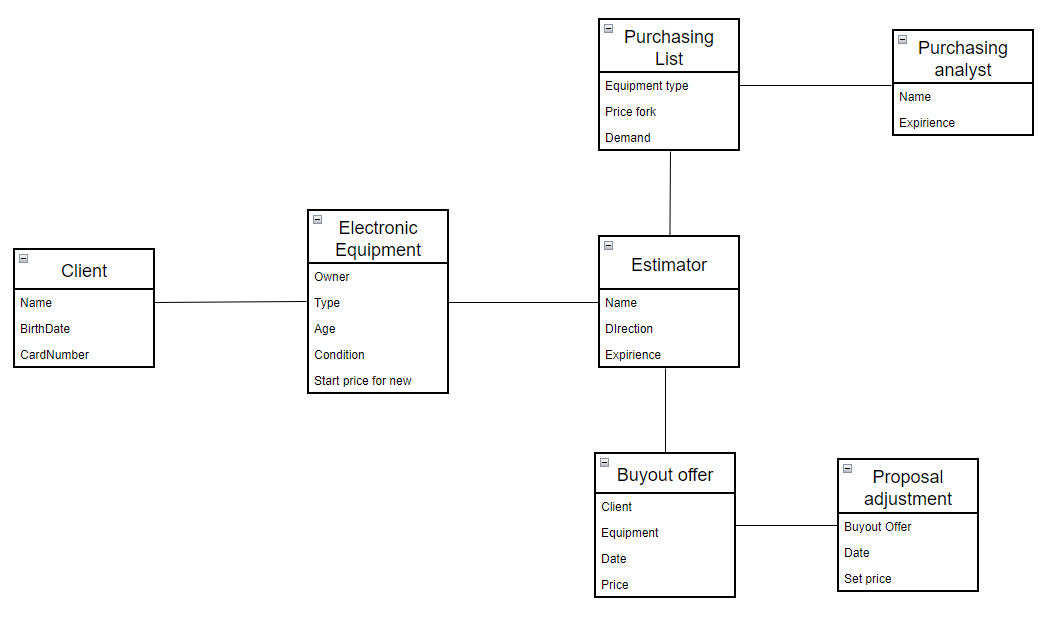 Purchasing
List
Equipment type
Price fork
Demand
Purchasing
analyst
Name
Expirience
Client
Name
BirthDate
CardNumber
Electronic
Equipment
Owner
Type
Age
Condition
Start price for new
Estimator
Name
DIrection
Expirience
Buyout offer
Client
Equipment
Date
Price
Proposal
adjustment
Buyout Offer
Date
Set price